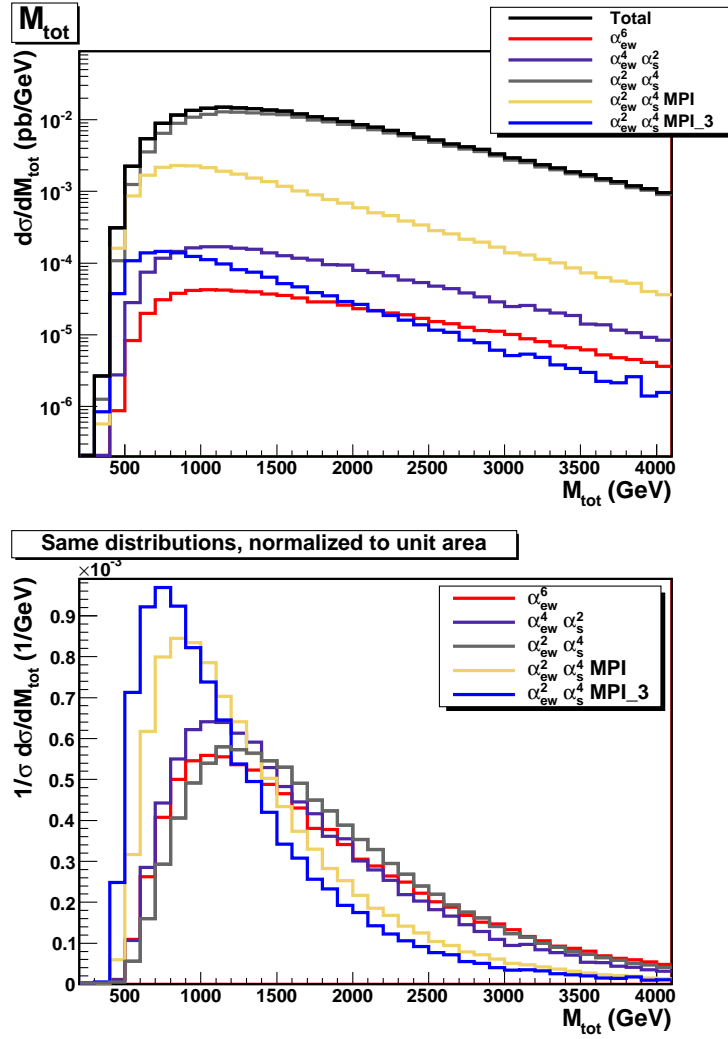 M_tot
Total
α_ew^6
α_ew^4 α_s^2
α_ew^2 α_s^4
α_ew^2 α_s^4 MPI
α_ew^2 α_s^4 MPI_3
dσ/dM_tot (pb/GeV)
10^-2
10^-3
10^-4
10^-5
10^-6
500 1000 1500 2000 2500 3000 3500 4000
M_tot (GeV)
Same distributions, normalized to unit area
×10^-3
1/σ dσ/dM_tot (1/GeV)
α_ew^6
α_ew^4 α_s^2
α_ew^2 α_s^4
α_ew^2 α_s^4 MPI
α_ew^2 α_s^4 MPI_3
0.9
0.8
0.7
0.6
0.5
0.4
0.3
0.2
0.1
0
500 1000 1500 2000 2500 3000 3500 4000
M_tot (GeV)